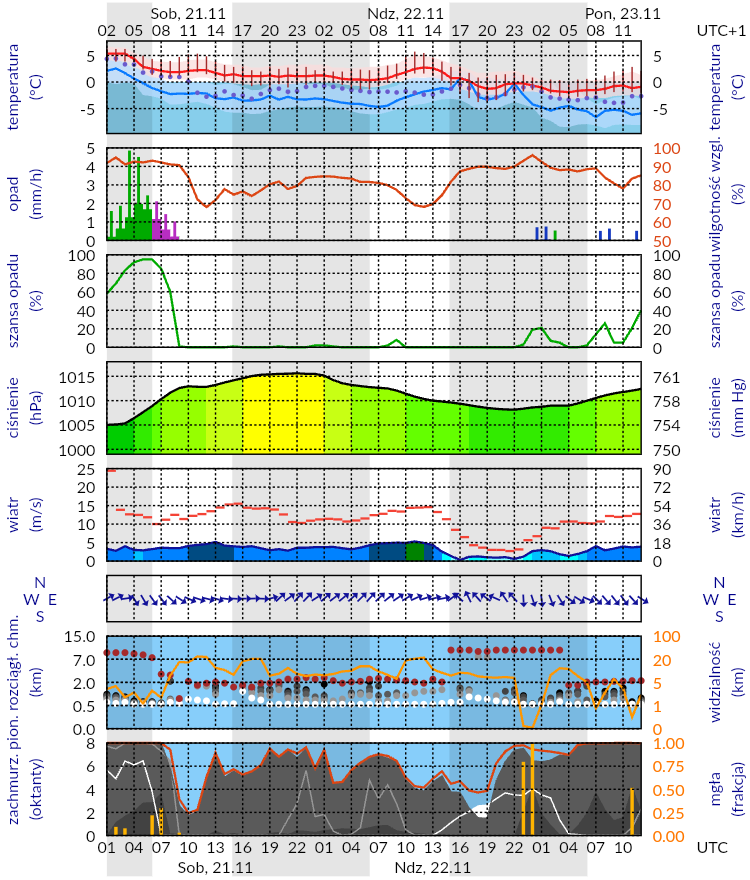 Sob, 21.11 Ndz, 22.11 Pon, 23.11
02 05 08 11 14 17 20 23 02 05 08 11 14 17 20 23 02 05 08 11 UTC+1
temperatura (°C) 5 0 -5 5 0 -5 temperatura (°C)
opad (mm/h) 5 4 3 2 1 0 100 90 80 70 60 50 wilgotność wzgl.
szansa opadu (%) 100 80 60 40 20 0 100 80 60 40 20 0 szansa opadu (%)
ciśnienie (hPa) 1015 1010 1005 1000 761 758 754 750 ciśnienie (mm Hg)
wiatr (m/s) 25 20 15 10 5 0 90 72 54 36 18 0 wiatr (km/h)
N N
W E W E
S S
pion. rozciągł. chm. (km) 15.0 7.0 2.0 0.5 0.0 100 20 5 1 0 widzialność (km)
zachmurz. (oktanty) 8 6 4 2 0 1.00 0.75 0.50 0.25 0.00 mgła (frakcja)
01 04 07 10 13 16 19 22 01 04 07 10 13 16 19 22 01 04 07 10 UTC
Sob, 21.11 Ndz, 22.11